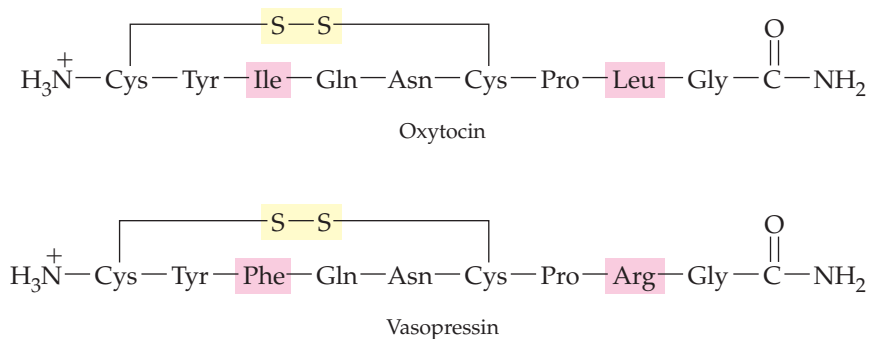 S—S
O
H₃N⁺—Cys—Tyr—Ile—Gln—Asn—Cys—Pro—Leu—Gly—C—NH₂
Oxytocin
S—S
O
H₃N⁺—Cys—Tyr—Phe—Gln—Asn—Cys—Pro—Arg—Gly—C—NH₂
Vasopressin